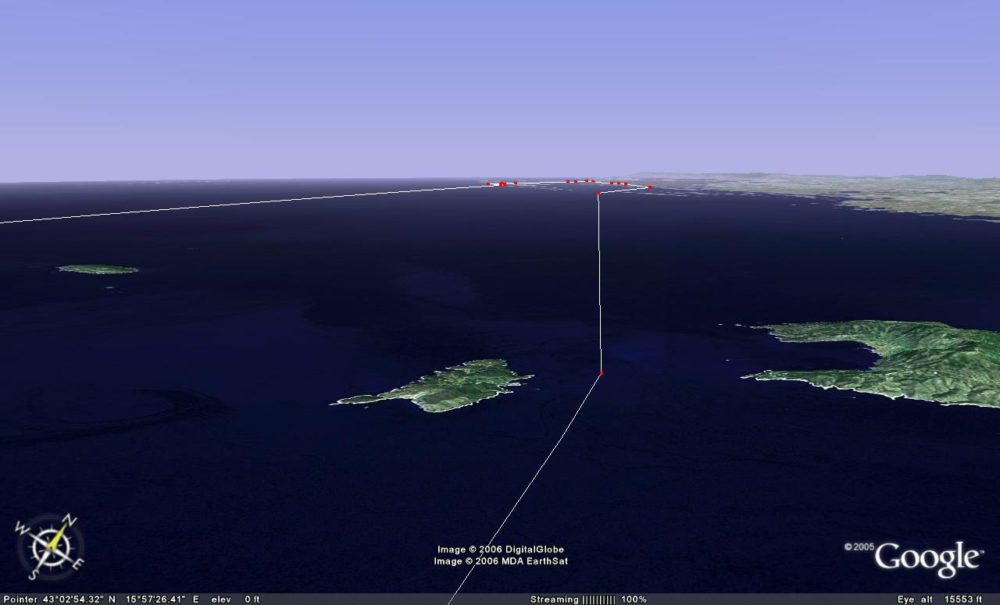 N
W
E
S
Image © 2006 DigitalGlobe
Image © 2006 MDA EarthSat
© 2005 Google™
Pointer 43°02'54.32" N 15°57'26.41" E elev 0 ft Streaming |||||||||| 100% Eye alt 15553 ft